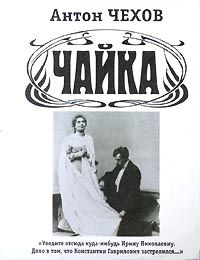 Антон ЧЕХОВ
ЧАЙКА
«Уведите отсюда куда-нибудь Ирину Николаевну.
Дело в том, что Константин Гаврилович застрелился...»